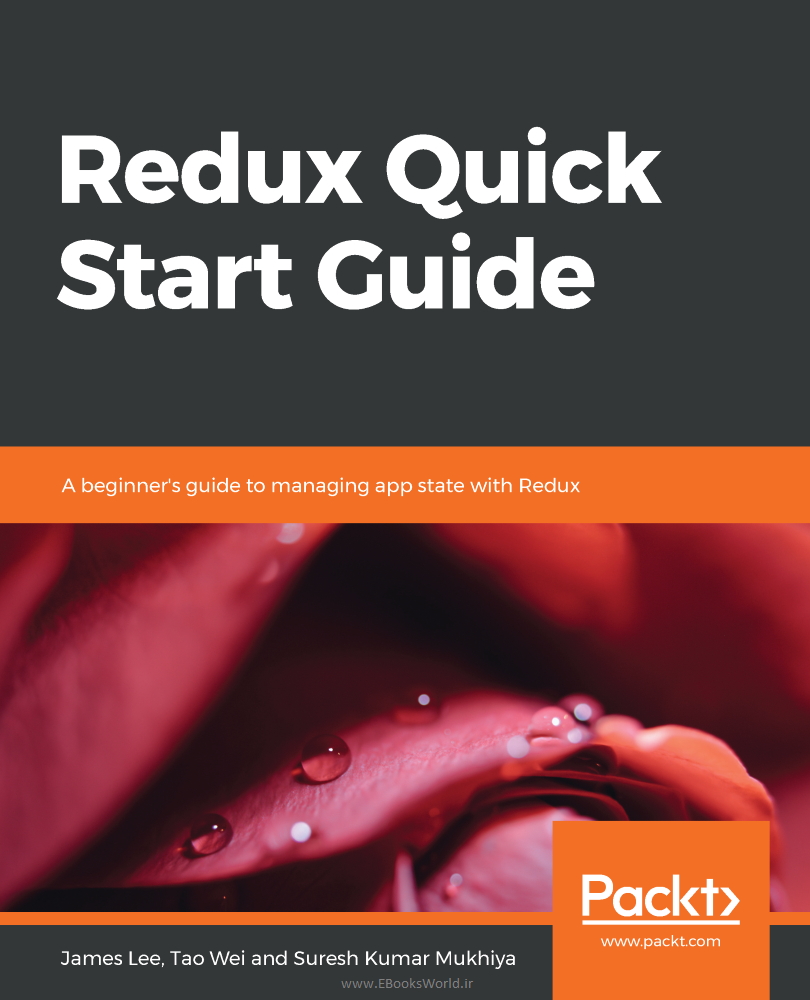 Redux Quick
Start Guide
A beginner's guide to managing app state with Redux
Packt>
www.packt.com
James Lee, Tao Wei and Suresh Kumar Mukhiya
www.EBooksWorld.ir